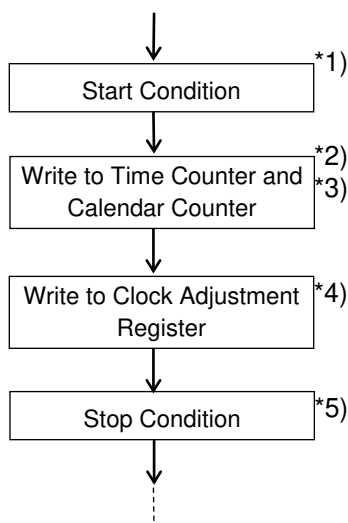 *1)
Start Condition
*2)
Write to Time Counter and
*3)
Calendar Counter
Write to Clock Adjustment
*4)
Register
Stop Condition
*5)